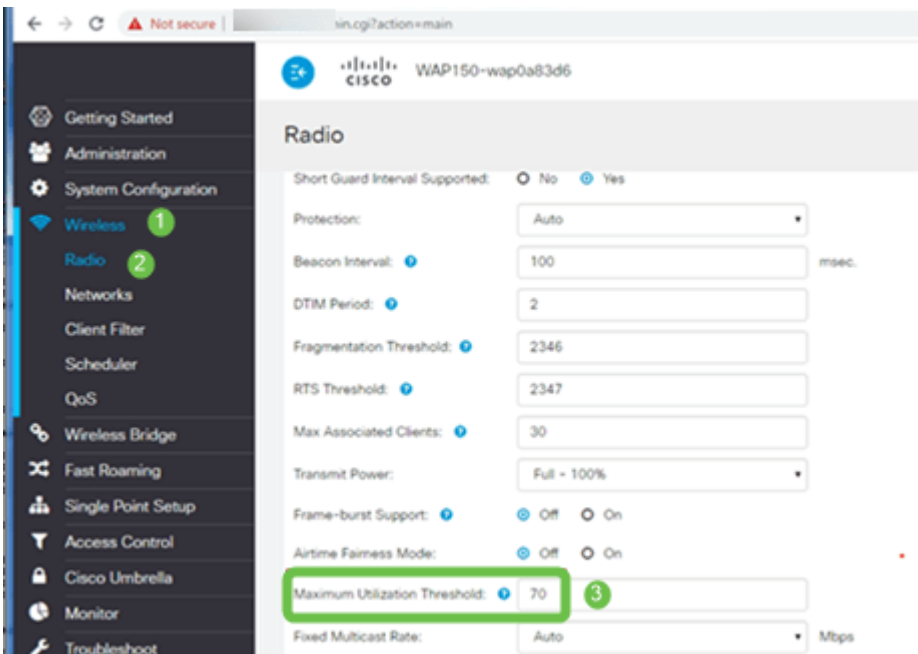 Not secure
in.cgi?action=main
CISCO
WAP150-wap0a83d6
Getting Started
Administration
System Configuration
Wireless 1
Radio 2
Networks
Client Filter
Scheduler
QoS
Wireless Bridge
Fast Roaming
Single Point Setup
Access Control
Cisco Umbrella
Monitor
Troubleshoot
Radio
Short Guard Interval Supported: No Yes
Protection: Auto
Beacon Interval: ? 100 msec.
DTIM Period: ? 2
Fragmentation Threshold: ? 2346
RTS Threshold: ? 2347
Max Associated Clients: ? 30
Transmit Power: Full - 100%
Frame-burst Support: ? Off On
Airtime Fairness Mode: Off On
Maximum Utilization Threshold: ? 70 3
Fixed Multicast Rate: Auto Mbps